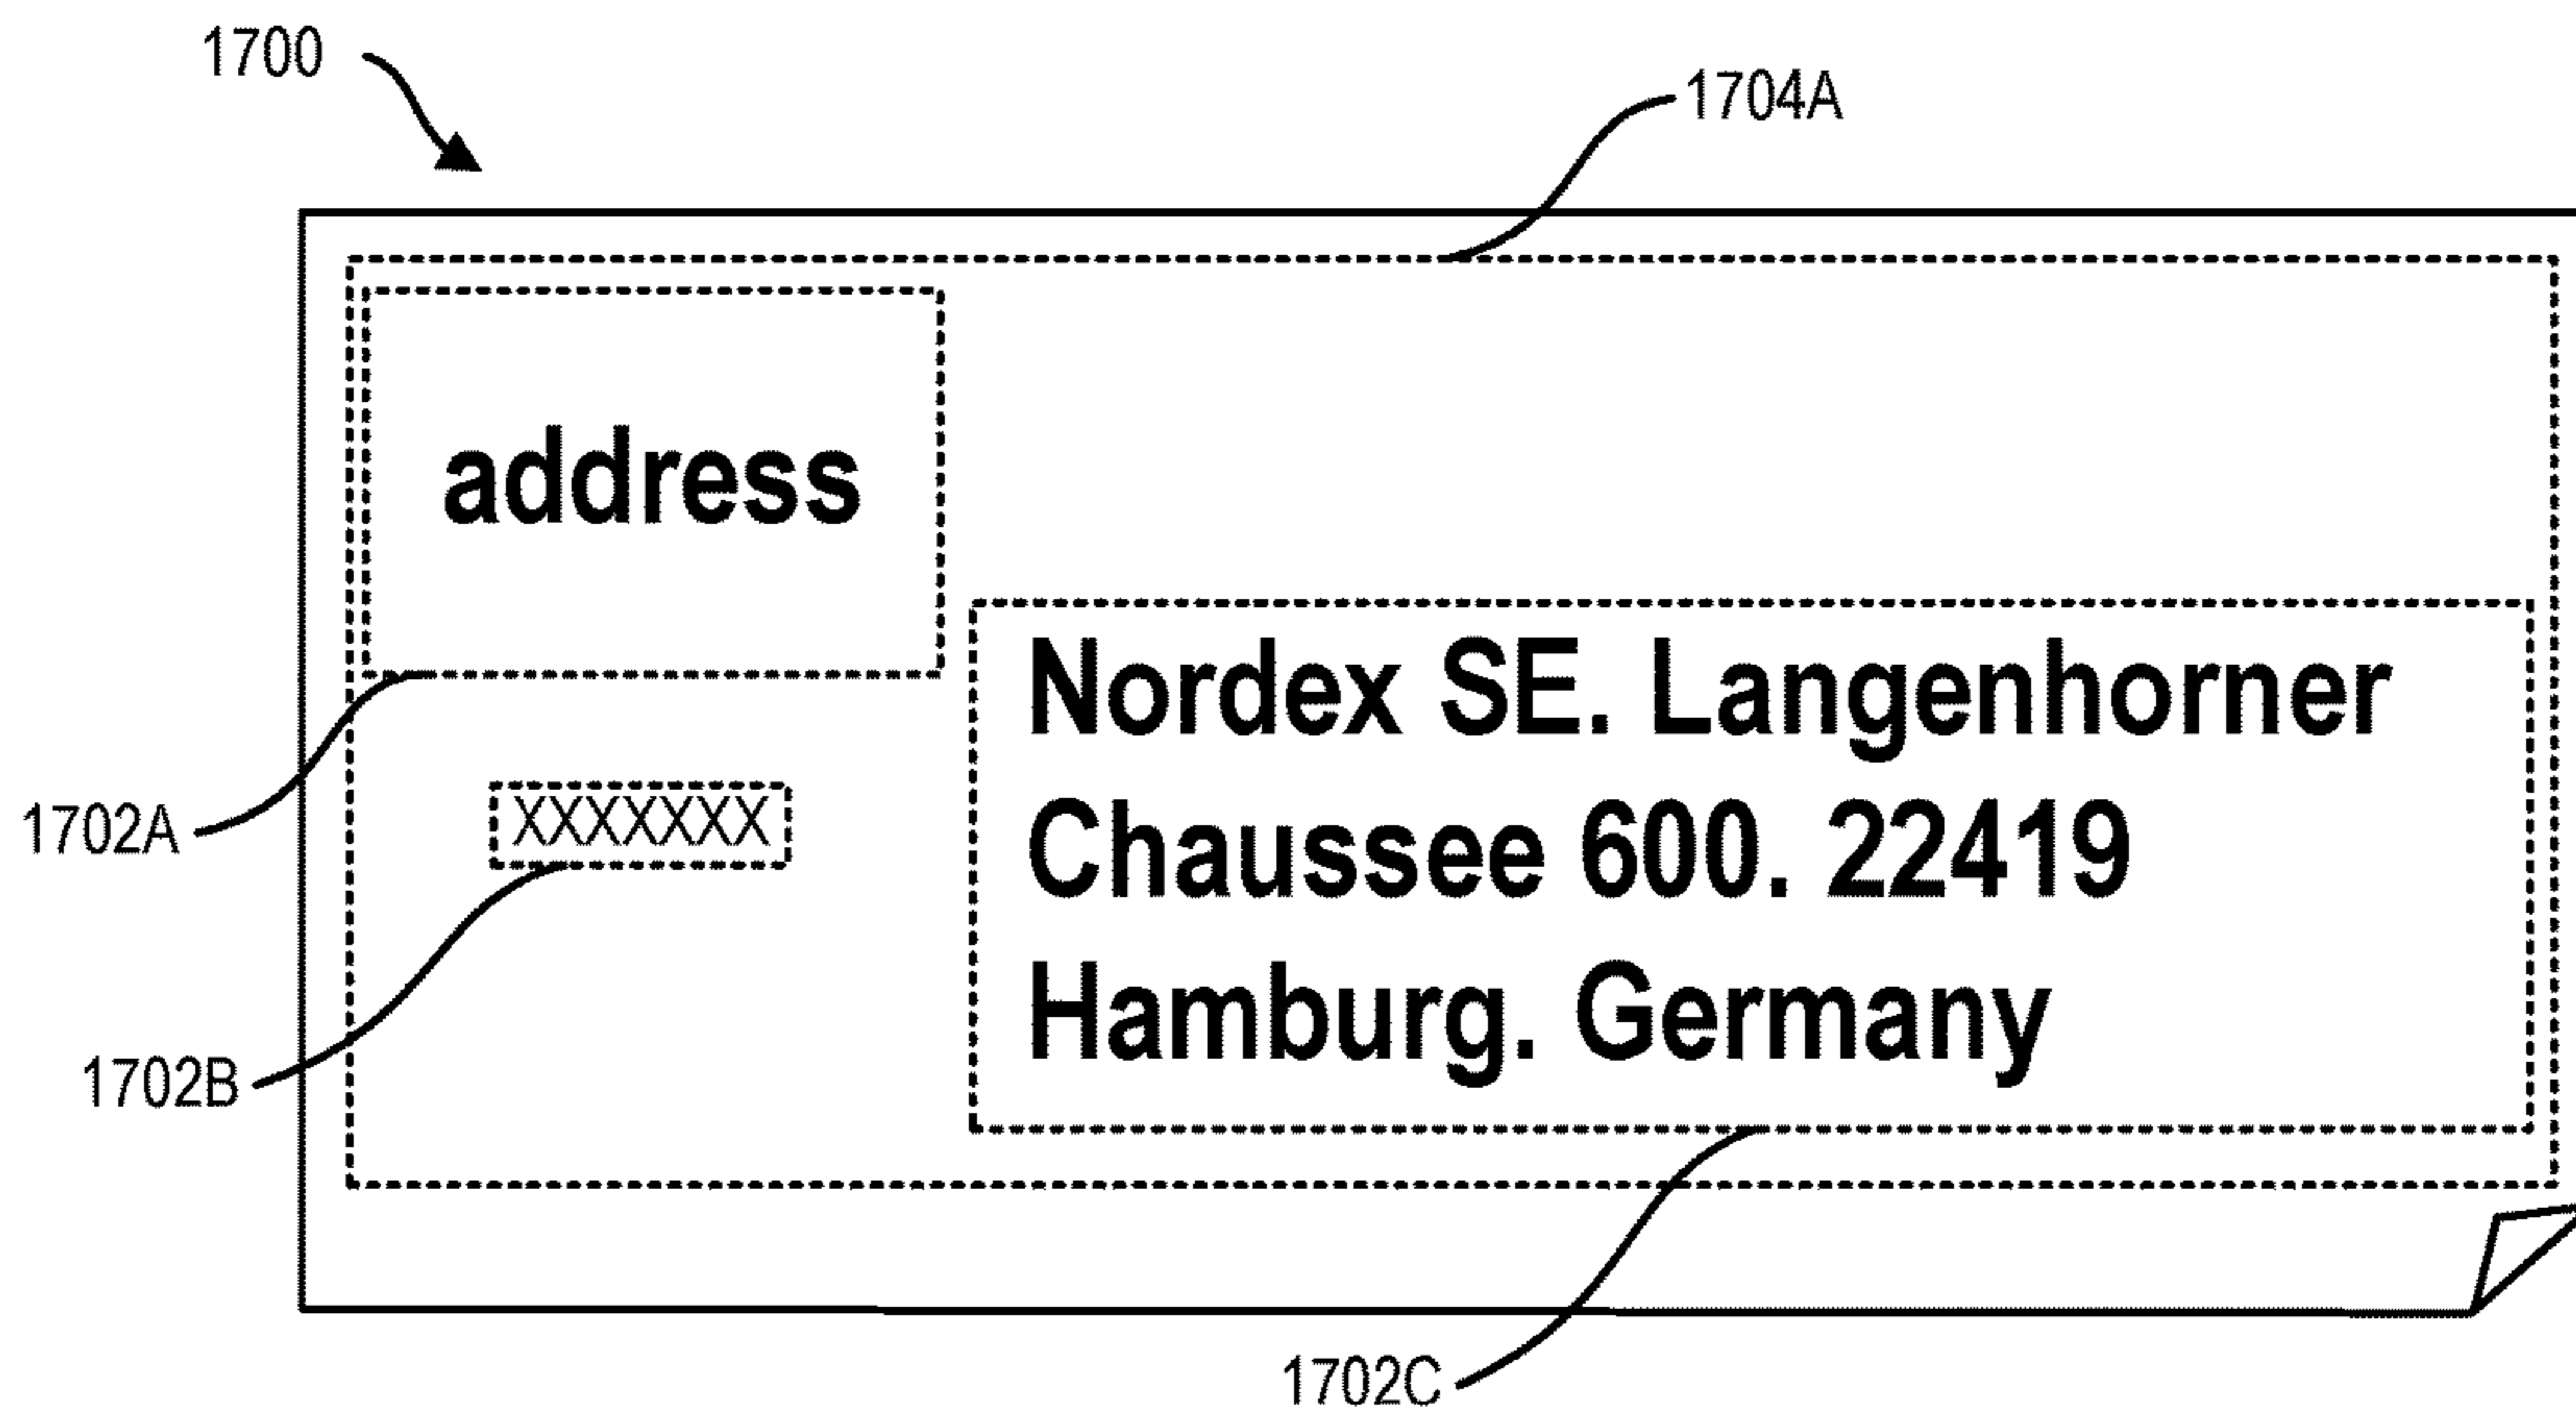 1700
1704A
address
Nordex SE. Langenhorner
1702A
XXXXXXX
Chaussee 600. 22419
Hamburg. Germany
1702B
1702C